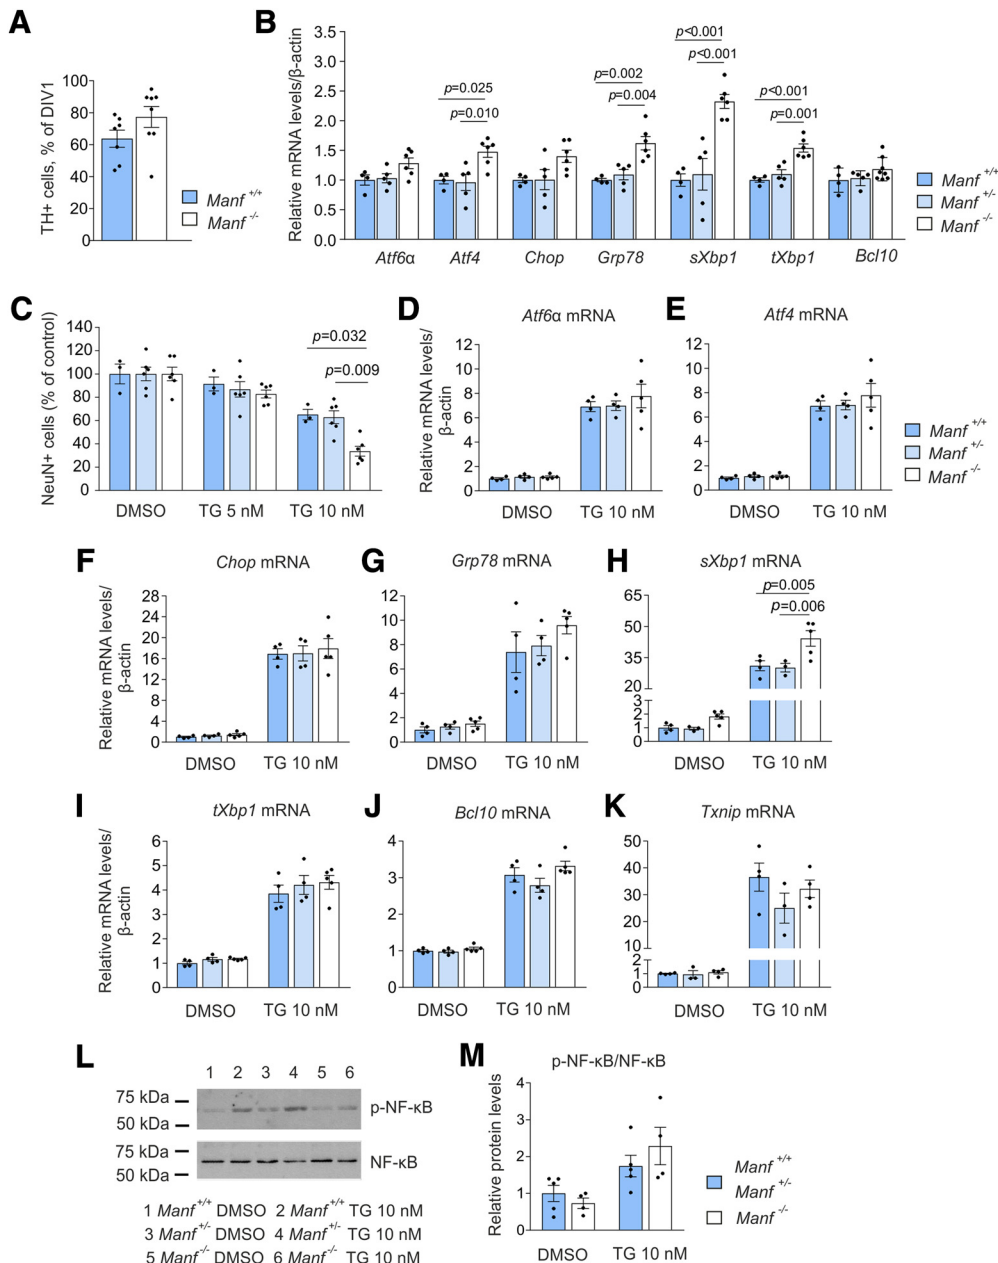 A
TH+ cells, % of DIV1
100
80
60
40
20
0
Manf +/+
Manf -/-
B
Relative mRNA levels/β-actin
3.5
3.0
2.5
2.0
1.5
1.0
0.5
0.0
p=0.025
p=0.010
p=0.002
p=0.004
p<0.001
p<0.001
p<0.001
p=0.001
Atf6α Atf4 Chop Grp78 sXbp1 tXbp1 Bcl10
Manf +/+
Manf +/-
Manf -/-
C
NeuN+ cells (% of control)
140
120
100
80
60
40
20
0
p=0.032
p=0.009
DMSO TG 5 nM TG 10 nM
D
Atf6α mRNA
Relative mRNA levels/
β-actin
12
10
8
6
4
2
0
DMSO TG 10 nM
E
Atf4 mRNA
12
10
8
6
4
2
0
DMSO TG 10 nM
Manf +/+
Manf +/-
Manf -/-
F
Chop mRNA
Relative mRNA levels/
β-actin
28
24
20
16
12
8
4
0
DMSO TG 10 nM
G
Grp78 mRNA
12
10
8
6
4
2
0
DMSO TG 10 nM
H
sXbp1 mRNA
p=0.005
p=0.006
65
50
35
20
3
2
1
0
DMSO TG 10 nM
I
tXbp1 mRNA
Relative mRNA levels/
β-actin
6
5
4
3
2
1
0
DMSO TG 10 nM
J
Bcl10 mRNA
4
3
2
1
0
DMSO TG 10 nM
K
Txnip mRNA
50
40
30
20
10
2
1
0
DMSO TG 10 nM
L
1 2 3 4 5 6
75 kDa
50 kDa
p-NF-κB
75 kDa
50 kDa
NF-κB
1 Manf +/+ DMSO 2 Manf +/+ TG 10 nM
3 Manf +/- DMSO 4 Manf +/- TG 10 nM
5 Manf -/- DMSO 6 Manf -/- TG 10 nM
M
p-NF-κB/NF-κB
Relative protein levels
4
3
2
1
0
DMSO TG 10 nM
Manf +/+
Manf +/-
Manf -/-